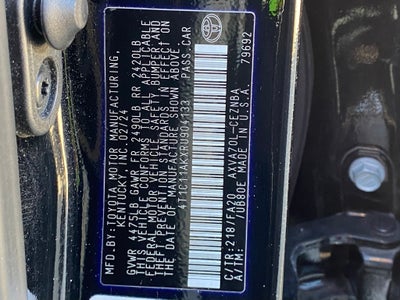 MFD.BY:TOYOTA MOTOR MANUFACTURING,
KENTUCKY, INC. 02/24
GVWR 4475LB GAWR FR 2490LB RR 2420LB
THIS VEHICLE CONFORMS TO ALL APPLICABLE
FEDERAL MOTOR VEHICLE SAFETY, BUMPER, AND
THEFT PREVENTION STANDARDS IN EFFECT ON
THE DATE OF MANUFACTURE SHOWN ABOVE.
PASS.CAR
C/TR:218?/FA20 AXVA70L-CEZNBA
A/TM: /UB80E MADE IN U.S.A.
79692